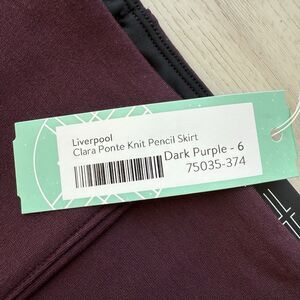 Liverpool
Clara Ponte Knit Pencil Skirt
Dark Purple - 6
75035-374